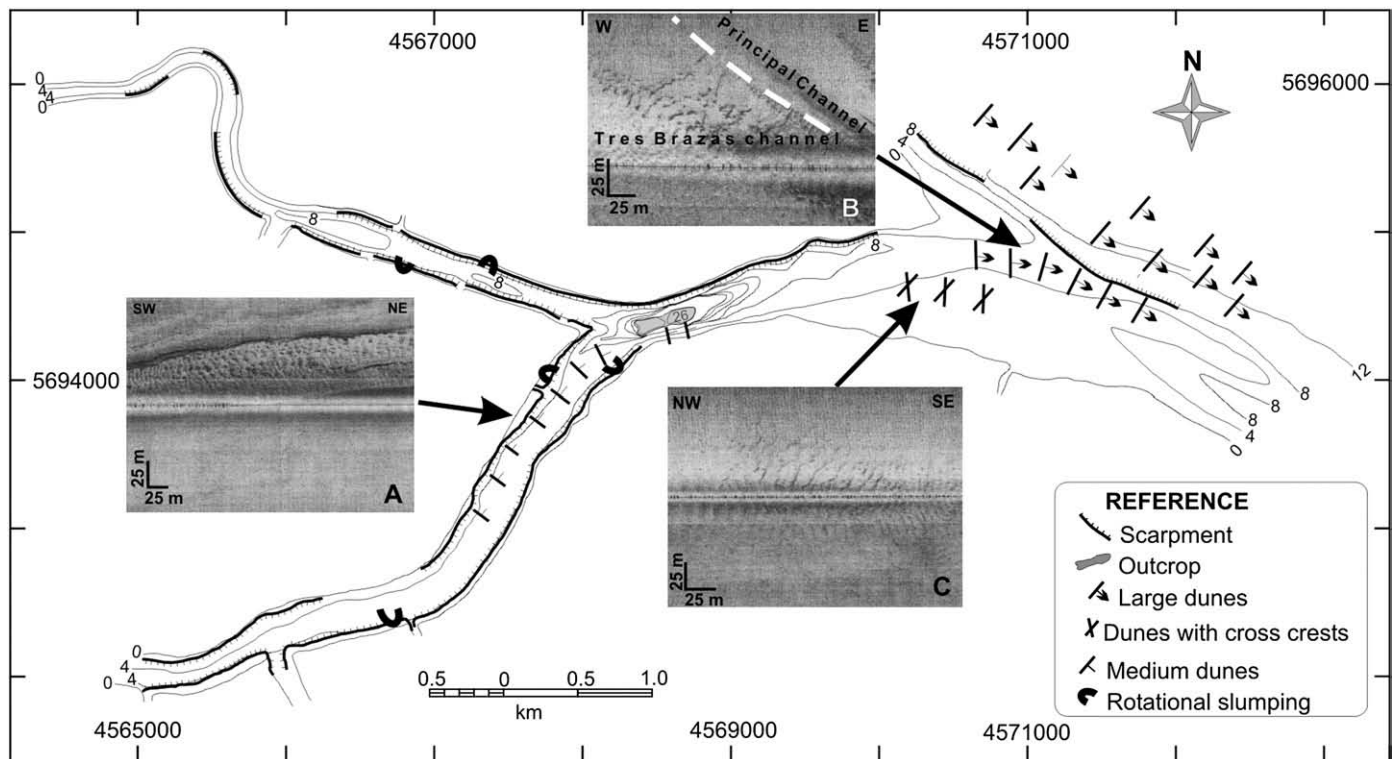 4567000
4571000
5696000
N
W
E
Principal Channel
Tres Brazas channel
25 m
25 m
B
0
4
4
0
8
8
8
8
4
0
26
SW
NE
25 m
25 m
A
5694000
NW
SE
25 m
25 m
C
12
8
8
8
4
0
0
4
0
4
0.5
0
0.5
1.0
km
REFERENCE
Scarpment
Outcrop
Large dunes
Dunes with cross crests
Medium dunes
Rotational slumping
4565000
4569000
4571000